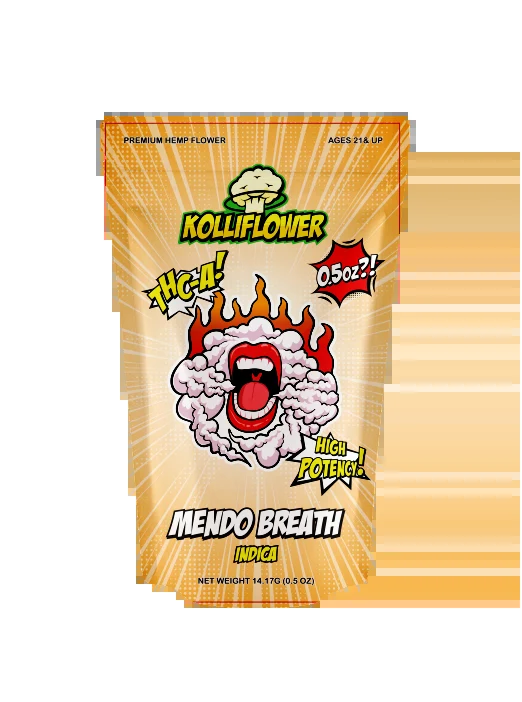 PREMIUM HEMP FLOWER
AGES 21& UP
KOLLIFLOWER
THC-A!
0.5oz?!
HIGH
POTENCY!
MENDO BREATH
INDICA
NET WEIGHT 14.17G (0.5 OZ)